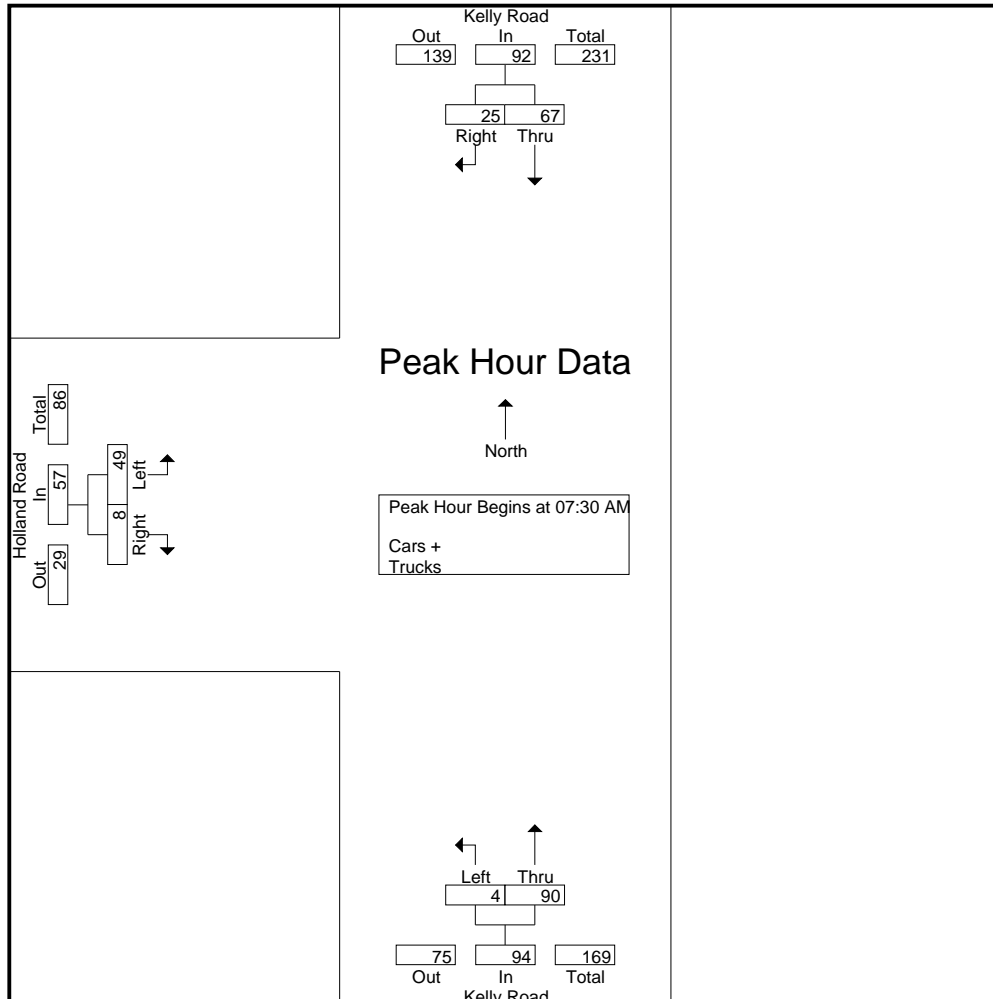 Kelly Road
Out In Total
139 92 231
25 67
Right Thru
Peak Hour Data
North
Peak Hour Begins at 07:30 AM
Cars +
Trucks
Holland Road
Out In Total
29 57 86
8 49
Right Left
Left Thru
4 90
75 94 169
Out In Total
Kelly Road